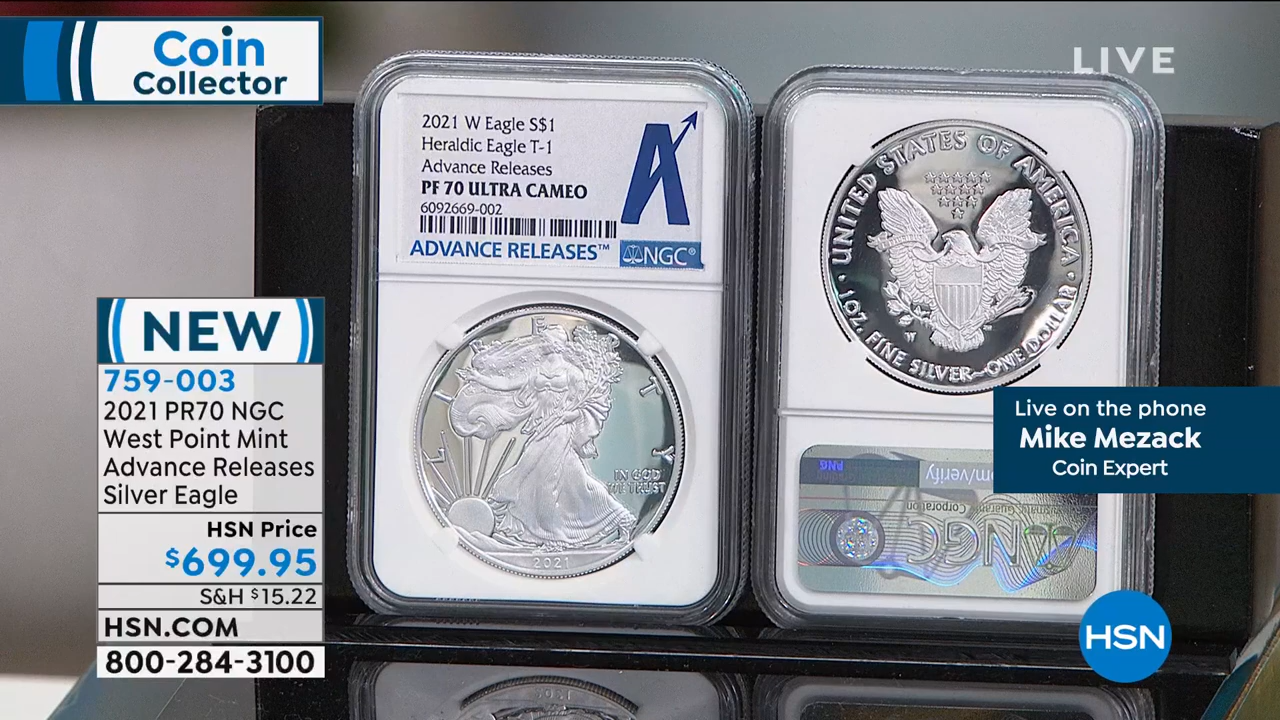 Coin
Collector
LIVE
2021 W Eagle S$1
Heraldic Eagle T-1
Advance Releases
PF 70 ULTRA CAMEO
6092669-002
ADVANCE RELEASES™
NGC®
LIBERTY
IN GOD
WE TRUST
2021
UNITED STATES OF AMERICA
1 OZ. FINE SILVER~ONE DOLLAR
W
NGC
Corporation
(NEW)
759-003
2021 PR70 NGC
West Point Mint
Advance Releases
Silver Eagle
HSN Price
$699.95
S&H $15.22
HSN.COM
800-284-3100
Live on the phone
Mike Mezack
Coin Expert
HSN